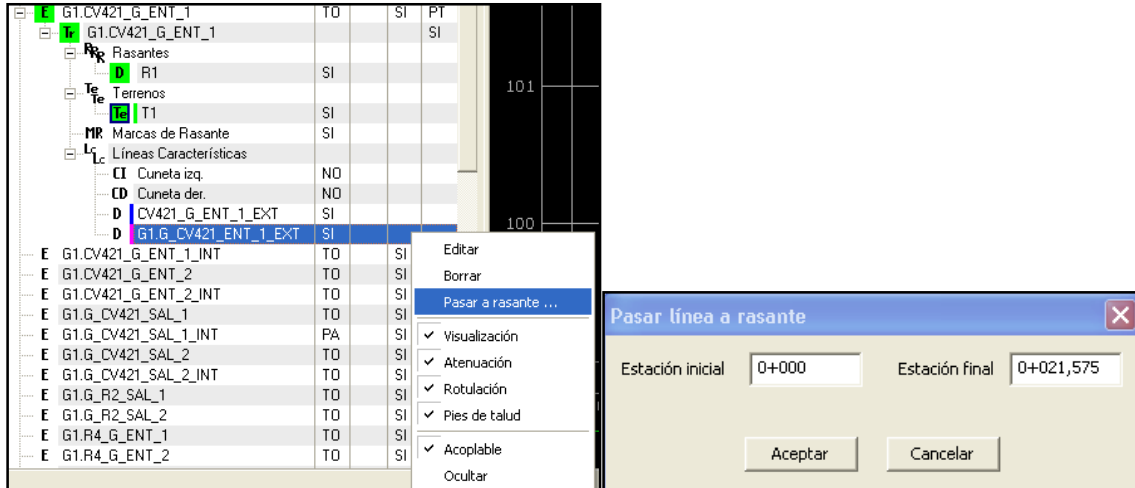 E G1.CV421_G_ENT_1 TO SI PT
Tr G1.CV421_G_ENT_1 SI
RRR Rasantes
D R1 SI
Te Te Terrenos
Te T1 SI
MR Marcas de Rasante SI
Lc Lc Líneas Características
CI Cuneta izq. NO
CD Cuneta der. NO
D CV421_G_ENT_1_EXT SI
D G1.G_CV421_ENT_1_EXT SI
E G1.CV421_G_ENT_1_INT TO SI
E G1.CV421_G_ENT_2 TO SI
E G1.CV421_G_ENT_2_INT TO SI
E G1.G_CV421_SAL_1 TO SI
E G1.G_CV421_SAL_1_INT PA SI
E G1.G_CV421_SAL_2 TO SI
E G1.G_CV421_SAL_2_INT TO SI
E G1.G_R2_SAL_1 TO SI
E G1.G_R2_SAL_2 TO SI
E G1.R4_G_ENT_1 TO SI
E G1.R4_G_ENT_2 TO SI
101
100
Editar
Borrar
Pasar a rasante ...
Visualización
Atenuación
Rotulación
Pies de talud
Acoplable
Ocultar
Pasar línea a rasante
Estación inicial 0+000 Estación final 0+021,575
Aceptar Cancelar